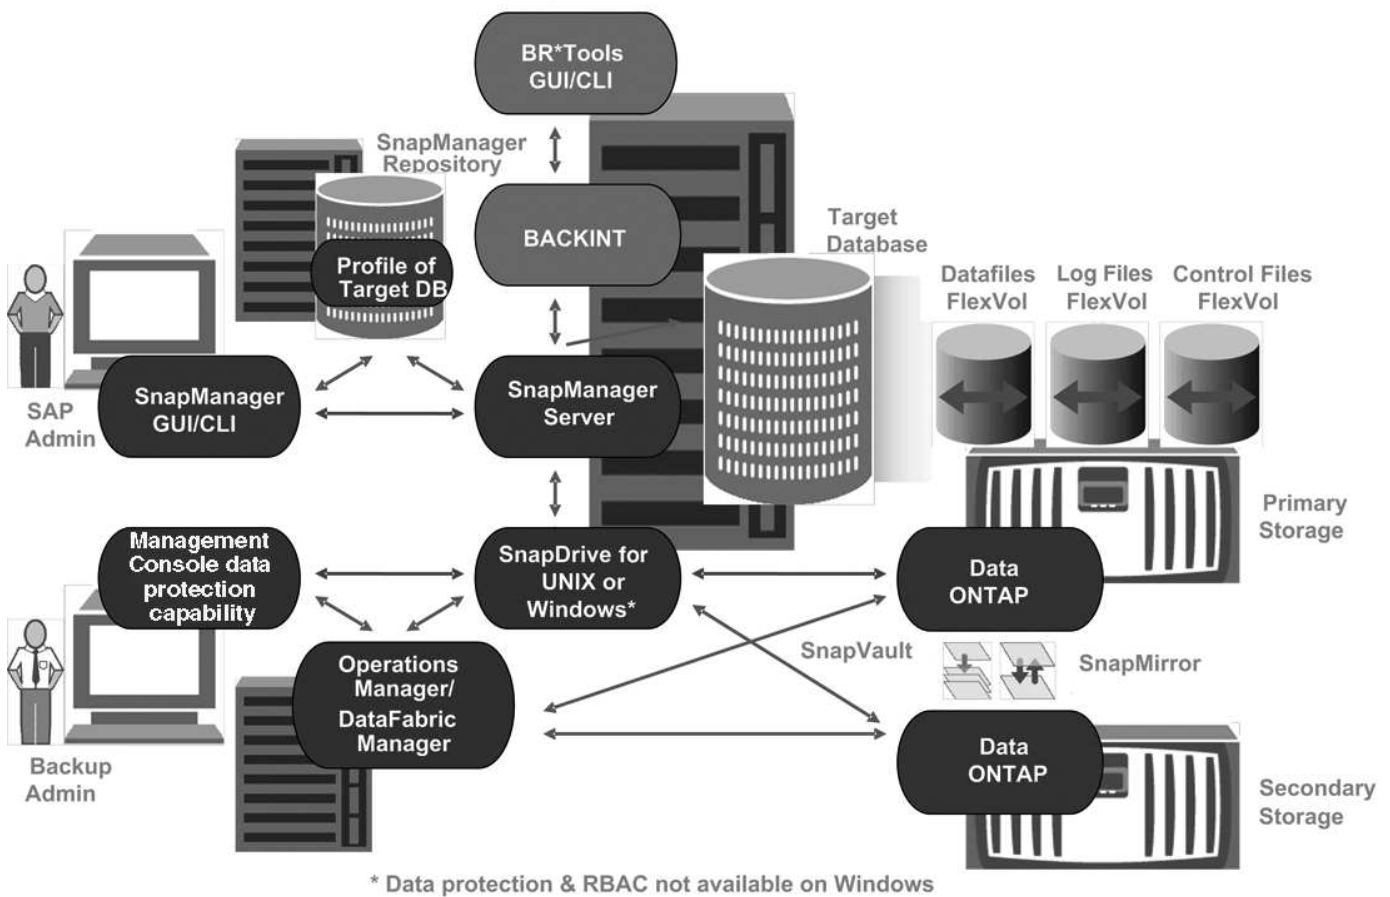 BR*Tools
GUI/CLI
SnapManager
Repository
BACKINT
Profile of
Target DB
Target
Database
Datafiles
FlexVol
Log Files
FlexVol
Control Files
FlexVol
SAP
Admin
SnapManager
GUI/CLI
SnapManager
Server
Primary
Storage
Management
Console data
protection
capability
SnapDrive for
UNIX or
Windows*
Data
ONTAP
SnapVault
SnapMirror
Operations
Manager/
DataFabric
Manager
Data
ONTAP
Backup
Admin
Secondary
Storage
* Data protection & RBAC not available on Windows